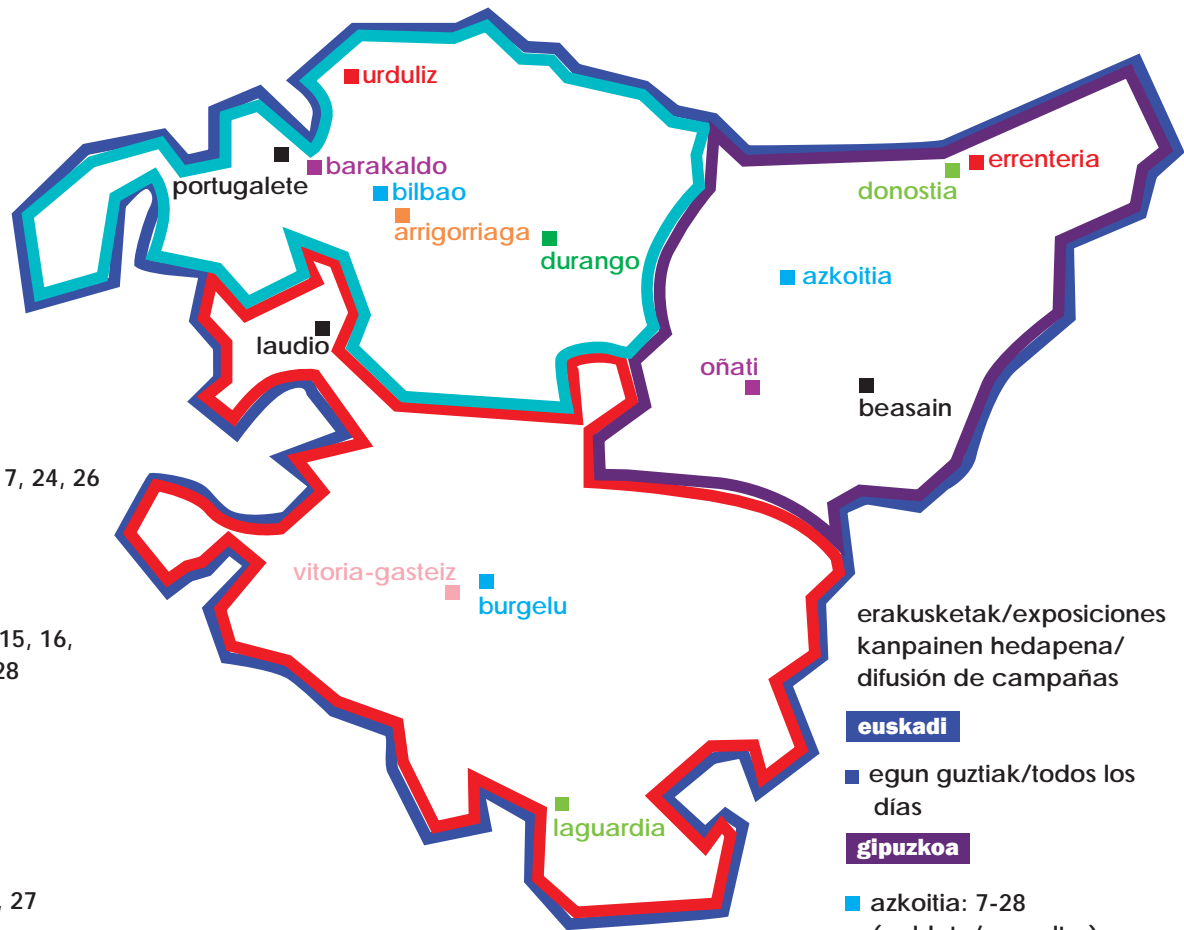 urduliz
barakaldo
portugalete
bilbao
arrigorriaga
durango
errenteria
donostia
azkoitia
laudio
oñati
beasain
7, 24, 26
vitoria-gasteiz
burgelu
15, 16,
28
laguardia
, 27
erakusketak/exposiciones
kanpainen hedapena/
difusión de campañas
euskadi
egun guztiak/todos los
días
gipuzkoa
azkoitia: 7-28